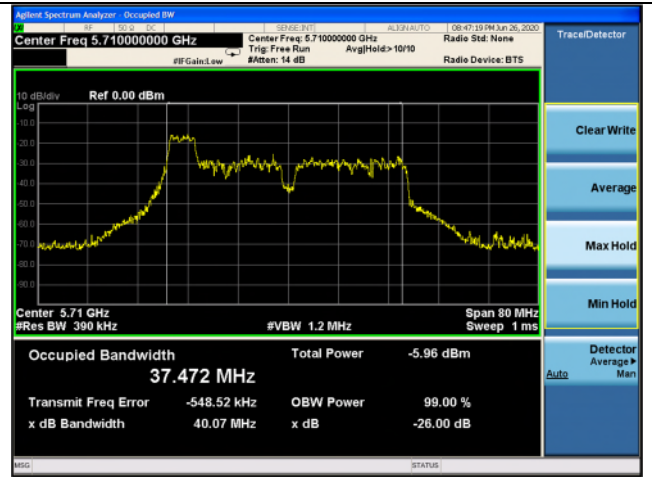 Agilent Spectrum Analyzer - Occupied BW
RF 50 Ω DC SENSE:INT ALIGN AUTO 08:47:19 PM Jun 26, 2020
Center Freq 5.710000000 GHz
Center Freq: 5.710000000 GHz
Radio Std: None
Trig: Free Run Avg|Hold:> 10/10
#IFGain:Low #Atten: 14 dB Radio Device: BTS
Trace/Detector
10 dB/div Ref 0.00 dBm
Log
-10.0
-20.0
-30.0
-40.0
-50.0
-60.0
-70.0
-80.0
-90.0
Center 5.71 GHz Span 80 MHz
#Res BW 390 kHz #VBW 1.2 MHz Sweep 1 ms
Occupied Bandwidth Total Power -5.96 dBm
37.472 MHz
Transmit Freq Error -548.52 kHz OBW Power 99.00 %
x dB Bandwidth 40.07 MHz x dB -26.00 dB
Clear Write
Average
Max Hold
Min Hold
Detector
Average▶
Auto Man
MSG STATUS